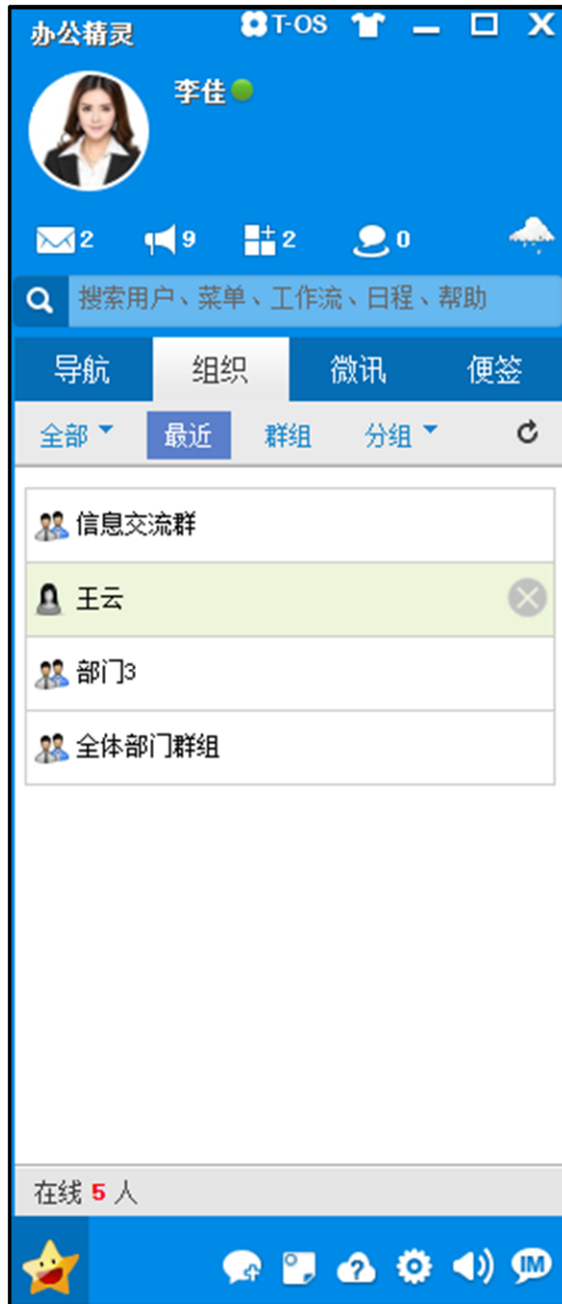 办公精灵 T-OS
李佳
2 9 2 0
搜索用户、菜单、工作流、日程、帮助
导航 组织 微讯 便签
全部 最近 群组 分组
信息交流群
王云
部门3
全体部门群组
在线 5 人
IM